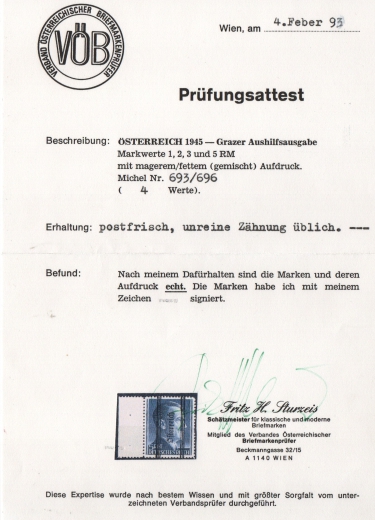 VERBAND ÖSTERREICHISCHER BRIEFMARKENPRÜFER
VÖB
Wien, am 4.Feber 93
Prüfungsattest
Beschreibung: ÖSTERREICH 1945 — Grazer Aushilfsausgabe
Markwerte 1, 2, 3 und 5 RM
mit magerem/fettem (gemischt) Aufdruck.
Michel Nr. 693/696
( 4 Werte).
Erhaltung: postfrisch, unreine Zähnung üblich. ---
Befund: Nach meinem Dafürhalten sind die Marken und deren
Aufdruck echt. Die Marken habe ich mit meinem
Zeichen signiert.
Fritz H. Sturzeis
Schätzmeister für klassische und moderne
Briefmarken
Mitglied des Verbandes Österreichischer
Briefmarkenprüfer
Beckmanngasse 32/15
A 1140 WIEN
Diese Expertise wurde nach bestem Wissen und mit größter Sorgfalt vom unter-
zeichneten Verbandsprüfer durchgeführt.